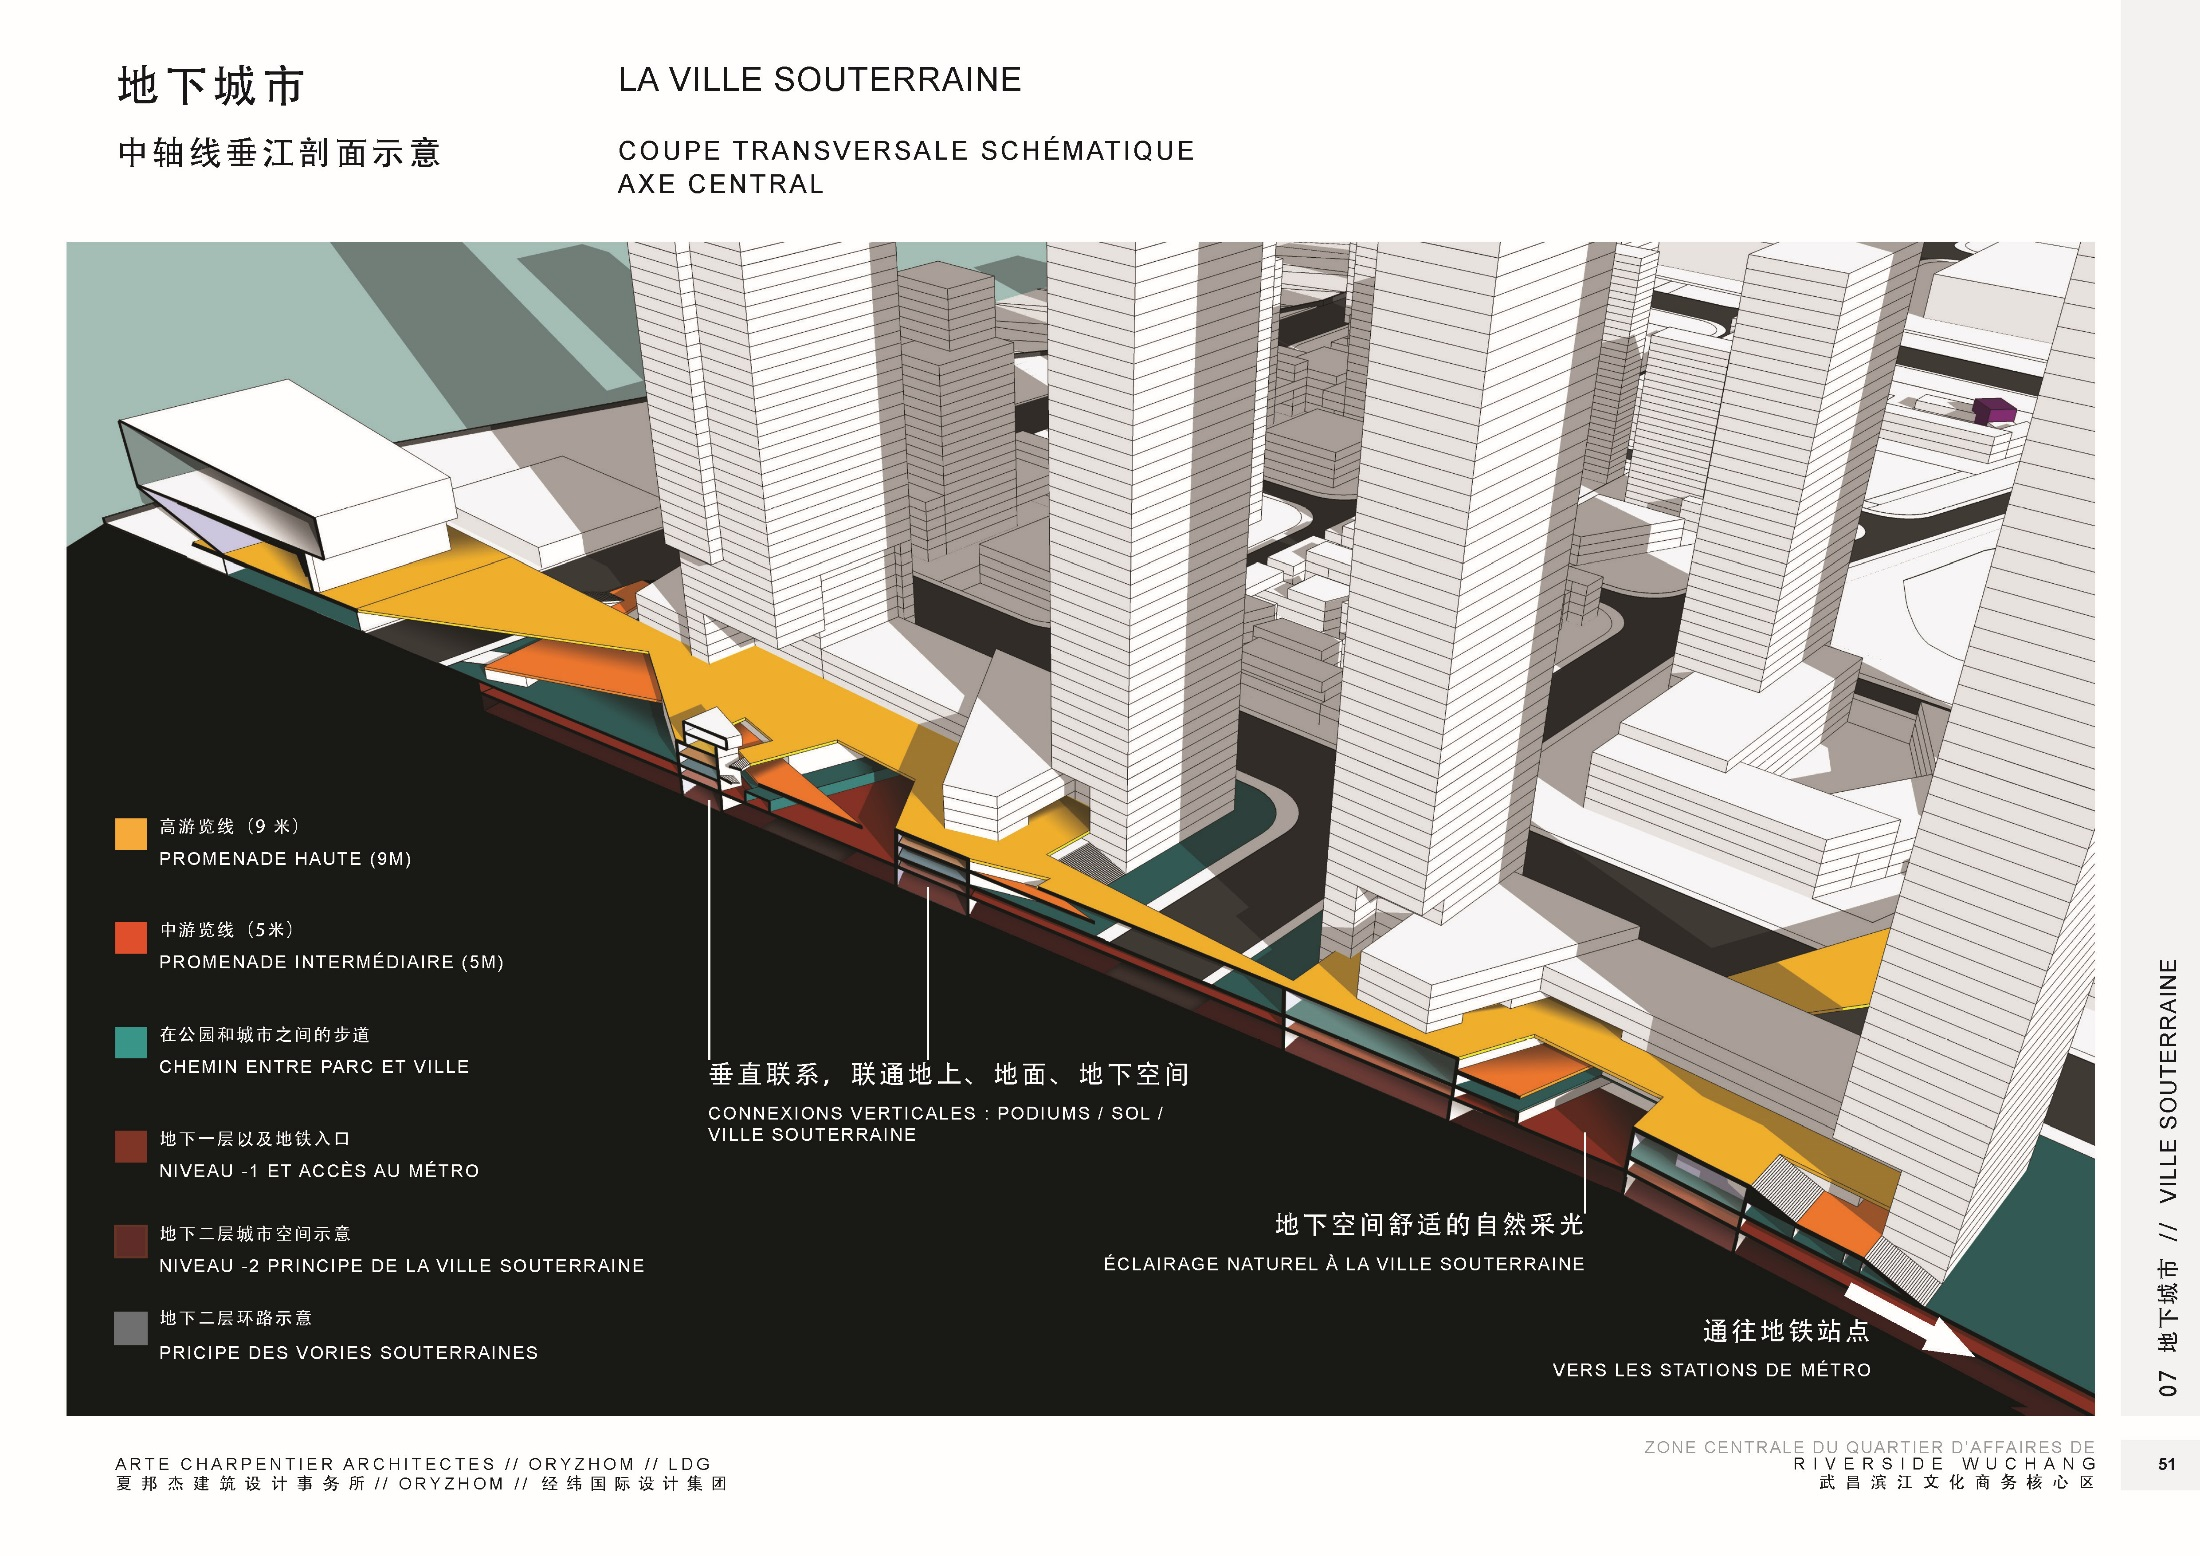 地下城市
中轴线垂江剖面示意
LA VILLE SOUTERRAINE
COUPE TRANSVERSALE SCHÉMATIQUE
AXE CENTRAL
高游览线（9 米）
PROMENADE HAUTE (9M)
中游览线（5米）
PROMENADE INTERMÉDIAIRE (5M)
在公园和城市之间的步道
CHEMIN ENTRE PARC ET VILLE
地下一层以及地铁入口
NIVEAU -1 ET ACCÈS AU MÉTRO
地下二层城市空间示意
NIVEAU -2 PRINCIPE DE LA VILLE SOUTERRAINE
地下二层环路示意
PRICIPE DES VORIES SOUTERRAINES
垂直联系，联通地上、地面、地下空间
CONNEXIONS VERTICALES : PODIUMS / SOL /
VILLE SOUTERRAINE
地下空间舒适的自然采光
ÉCLAIRAGE NATUREL À LA VILLE SOUTERRAINE
通往地铁站点
VERS LES STATIONS DE MÉTRO
07 地下城市 // VILLE SOUTERRAINE
ARTE CHARPENTIER ARCHITECTES // ORYZHOM // LDG
夏邦杰建筑设计事务所// ORYZHOM // 经纬国际设计集团
ZONE CENTRALE DU QUARTIER D'AFFAIRES DE
RIVERSIDE WUCHANG
武昌滨江文化商务核心区
51